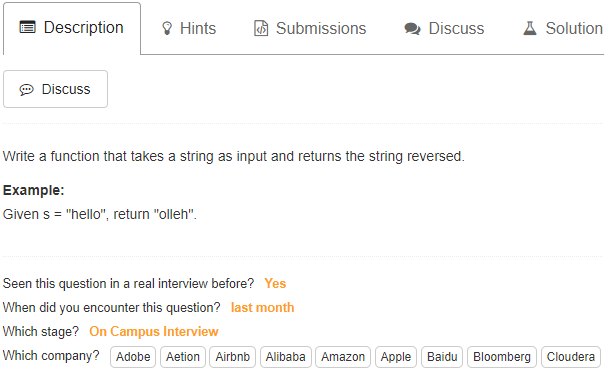 Description Hints Submissions Discuss Solution
Discuss
Write a function that takes a string as input and returns the string reversed.
Example:
Given s = "hello", return "olleh".
Seen this question in a real interview before? Yes
When did you encounter this question? last month
Which stage? On Campus Interview
Which company? Adobe Aetion Airbnb Alibaba Amazon Apple Baidu Bloomberg Cloudera